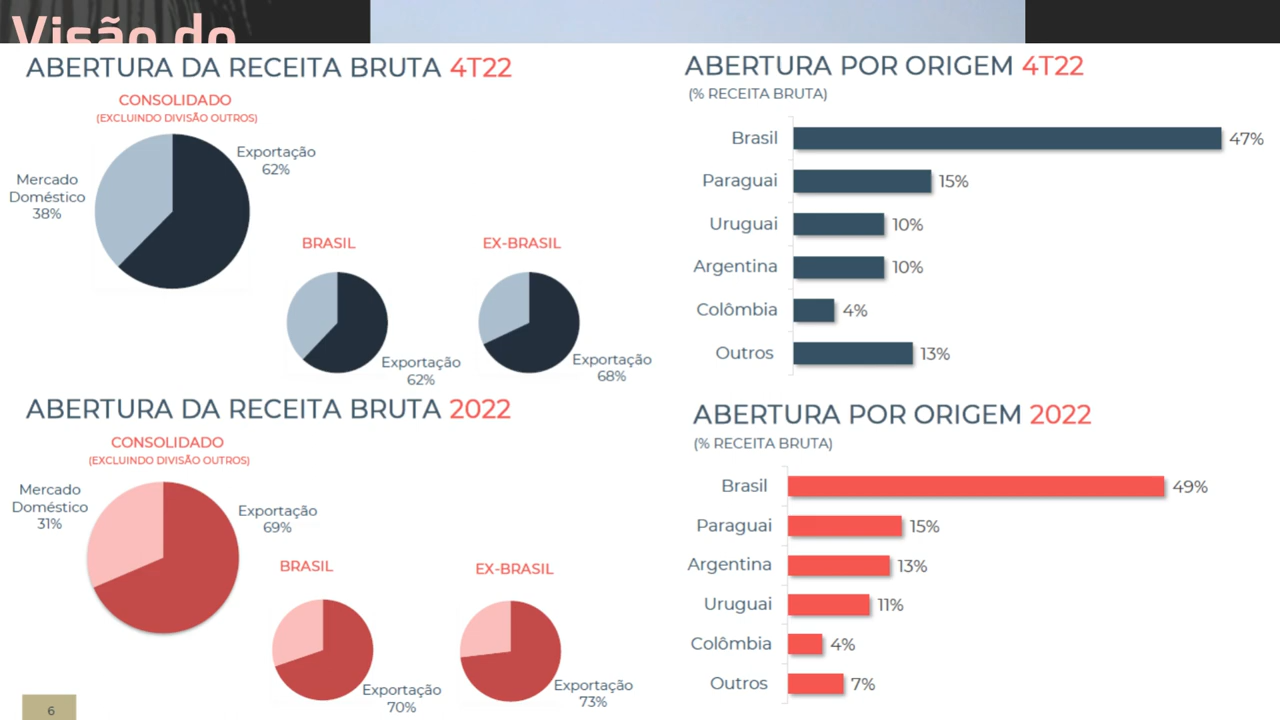 Visão do
ABERTURA DA RECEITA BRUTA 4T22
CONSOLIDADO
(EXCLUINDO DIVISÃO OUTROS)
Exportação
62%
Mercado
Doméstico
38%
BRASIL
Exportação
62%
EX-BRASIL
Exportação
68%
ABERTURA POR ORIGEM 4T22
(% RECEITA BRUTA)
Brasil 47%
Paraguai 15%
Uruguai 10%
Argentina 10%
Colômbia 4%
Outros 13%
ABERTURA DA RECEITA BRUTA 2022
CONSOLIDADO
(EXCLUINDO DIVISÃO OUTROS)
Mercado
Doméstico
31%
Exportação
69%
BRASIL
Exportação
70%
EX-BRASIL
Exportação
73%
ABERTURA POR ORIGEM 2022
(% RECEITA BRUTA)
Brasil 49%
Paraguai 15%
Argentina 13%
Uruguai 11%
Colômbia 4%
Outros 7%
6